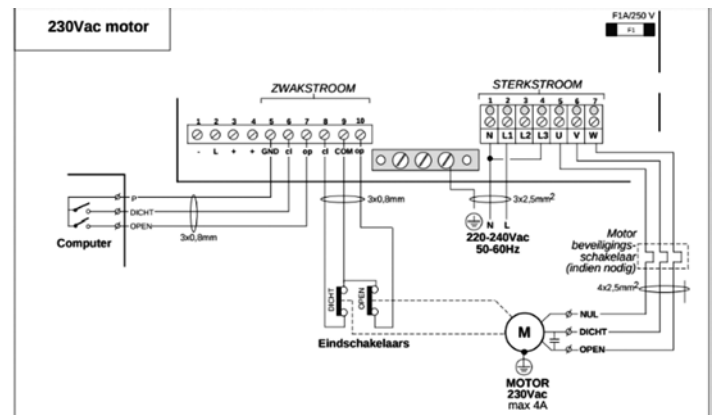 230Vac motor
F1A/250 V
F1
ZWAKSTROOM
STERKSTROOM
1 2 3 4 5 6 7 8 9 10
- L + + GND cl op cl COM op
1 2 3 4 5 6 7
N L1 L2 L3 U V W
P
DICHT
OPEN
Computer
3x0,8mm
3x0,8mm
3x2,5mm²
N L
220-240Vac
50-60Hz
Motor
beveiligings-
schakelaar
(indien nodig)
4x2,5mm²
DICHT
OPEN
Eindschakelaars
M
NUL
DICHT
OPEN
MOTOR
230Vac
max 4A